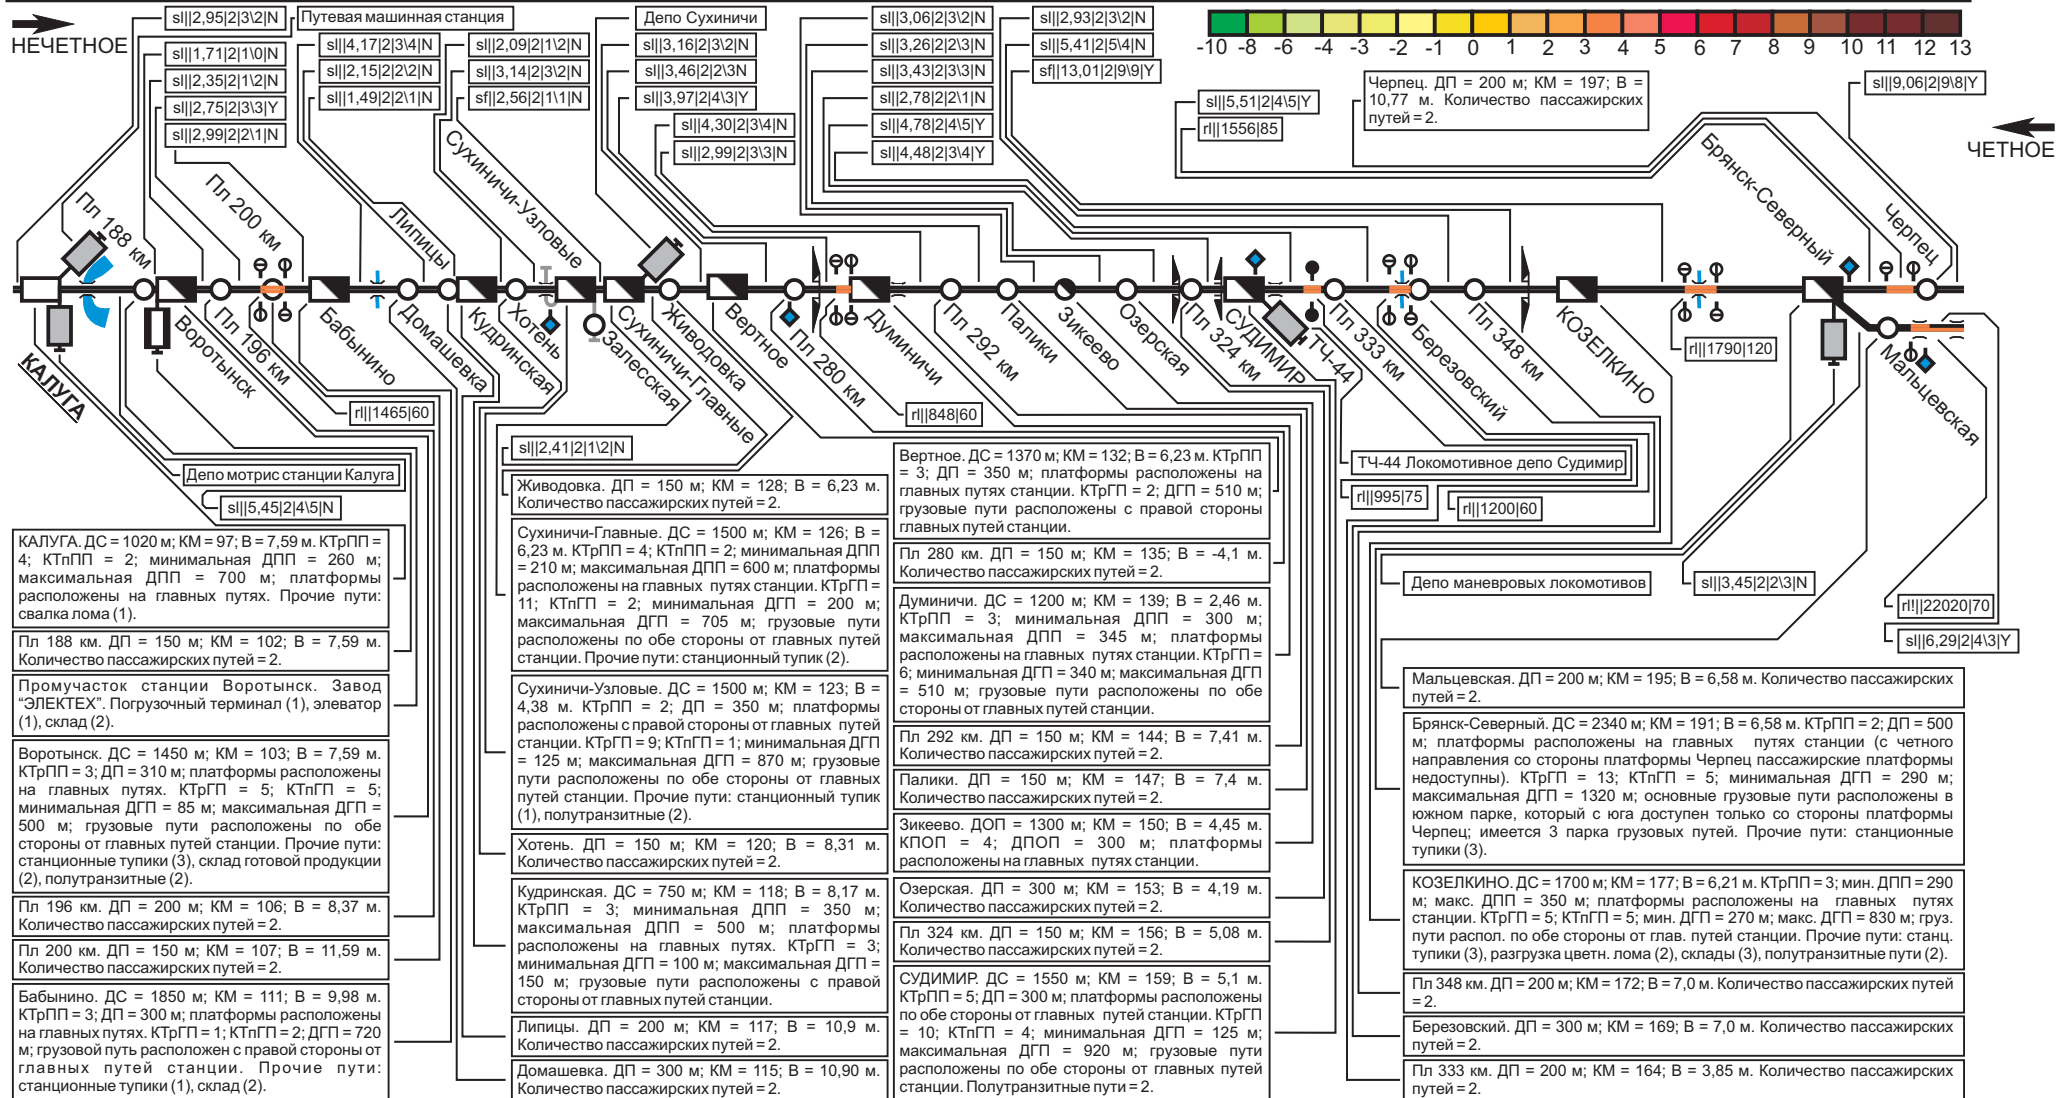 НЕЧЕТНОЕ
sl||2,95|2|3\2|N
Путевая машинная станция
sl||1,71|2|1\0|N
sl||2,35|2|1\2|N
sl||2,75|2|3\3|Y
sl||2,99|2|2\1|N
sl||4,17|2|3\4|N
sl||2,15|2|2\2|N
sl||1,49|2|2\1|N
sl||2,09|2|1\2|N
sl||3,14|2|3\2|N
sf||2,56|2|1\1|N
Депо Сухиничи
sl||3,16|2|3\2|N
sl||3,46|2|2\3N
sl||3,97|2|4\3|Y
sl||4,30|2|3\4|N
sl||2,99|2|3\3|N
sl||3,06|2|3\2|N
sl||3,26|2|2\3|N
sl||3,43|2|3\3|N
sl||2,78|2|2\1|N
sl||4,78|2|4\5|Y
sl||4,48|2|3\4|Y
sl||2,93|2|3\2|N
sl||5,41|2|5\4|N
sf||13,01|2|9\9|Y
-10 -8 -6 -4 -3 -2 -1 0 1 2 3 4 5 6 7 8 9 10 11 12 13
sl||5,51|2|4\5|Y
rl||1556|85
Черпец. ДП = 200 м; КМ = 197; В =
10,77 м. Количество пассажирских
путей = 2.
sl||9,06|2|9\8|Y
ЧЕТНОЕ
КАЛУГА
Пл 188 км
Воротынск
Пл 196 км
Пл 200 км
Бабынино
Домашевка
Липицы
Кудринская
Хотень
Сухиничи-Узловые
Залесская
Сухиничи-Главные
Живодовка
Вертное
Пл 280 км
Думиничи
Пл 292 км
Палики
Зикеево
Озерская
Пл 324 км
СУДИМИР
ТЧ-44
Пл 333 км
Березовский
Пл 348 км
КОЗЕЛКИНО
Брянск-Северный
Мальцевская
Черпец
rl||1465|60
rl||848|60
rl||1790|120
Депо мотрис станции Калуга
sl||5,45|2|4\5|N
КАЛУГА. ДС = 1020 м; КМ = 97; В = 7,59 м. КТрПП =
4; КТпПП = 2; минимальная ДПП = 260 м;
максимальная ДПП = 700 м; платформы
расположены на главных путях. Прочие пути:
свалка лома (1).
Пл 188 км. ДП = 150 м; КМ = 102; В = 7,59 м.
Количество пассажирских путей = 2.
Промучасток станции Воротынск. Завод
“ЭЛЕКТЕХ”. Погрузочный терминал (1), элеватор
(1), склад (2).
Воротынск. ДС = 1450 м; КМ = 103; В = 7,59 м.
КТрПП = 3; ДП = 310 м; платформы расположены
на главных путях. КТрГП = 5; КТпГП = 5;
минимальная ДГП = 85 м; максимальная ДГП =
500 м; грузовые пути расположены по обе
стороны от главных путей станции. Прочие пути:
станционные тупики (3), склад готовой продукции
(2), полутранзитные (2).
Пл 196 км. ДП = 200 м; КМ = 106; В = 8,37 м.
Количество пассажирских путей = 2.
Пл 200 км. ДП = 150 м; КМ = 107; В = 11,59 м.
Количество пассажирских путей = 2.
Бабынино. ДС = 1850 м; КМ = 111; В = 9,98 м.
КТрПП = 3; ДП = 300 м; платформы расположены
на главных путях. КТрГП = 1; КТпГП = 2; ДГП = 720
м; грузовой путь расположен с правой стороны от
главных путей станции. Прочие пути:
станционные тупики (1), склад (2).
sl||2,41|2|1\2|N
Живодовка. ДП = 150 м; КМ = 128; В = 6,23 м.
Количество пассажирских путей = 2.
Сухиничи-Главные. ДС = 1500 м; КМ = 126; В =
6,23 м. КТрПП = 4; КТпПП = 2; минимальная ДПП
= 210 м; максимальная ДПП = 600 м; платформы
расположены на главных путях станции. КТрГП =
11; КТпГП = 2; минимальная ДГП = 200 м;
максимальная ДГП = 705 м; грузовые пути
расположены по обе стороны от главных путей
станции. Прочие пути: станционный тупик (2).
Сухиничи-Узловые. ДС = 1500 м; КМ = 123; В =
4,38 м. КТрПП = 2; ДП = 350 м; платформы
расположены с правой стороны от главных путей
станции. КТрГП = 9; КТпГП = 1; минимальная ДГП
= 125 м; максимальная ДГП = 870 м; грузовые
пути расположены по обе стороны от главных
путей станции. Прочие пути: станционный тупик
(1), полутранзитные (2).
Хотень. ДП = 150 м; КМ = 120; В = 8,31 м.
Количество пассажирских путей = 2.
Кудринская. ДС = 750 м; КМ = 118; В = 8,17 м.
КТрПП = 3; минимальная ДПП = 350 м;
максимальная ДПП = 500 м; платформы
расположены на главных путях. КТрГП = 3;
минимальная ДГП = 100 м; максимальная ДГП =
150 м; грузовые пути расположены с правой
стороны от главных путей станции.
Липицы. ДП = 200 м; КМ = 117; В = 10,9 м.
Количество пассажирских путей = 2.
Домашевка. ДП = 300 м; КМ = 115; В = 10,90 м.
Количество пассажирских путей = 2.
Вертное. ДС = 1370 м; КМ = 132; В = 6,23 м. КТрПП
= 3; ДП = 350 м; платформы расположены на
главных путях станции. КТрГП = 2; ДГП = 510 м;
грузовые пути расположены с правой стороны
главных путей станции.
Пл 280 км. ДП = 150 м; КМ = 135; В = -4,1 м.
Количество пассажирских путей = 2.
Думиничи. ДС = 1200 м; КМ = 139; В = 2,46 м.
КТрПП = 3; минимальная ДПП = 300 м;
максимальная ДПП = 345 м; платформы
расположены на главных путях станции. КТрГП =
6; минимальная ДГП = 340 м; максимальная ДГП
= 510 м; грузовые пути расположены по обе
стороны от главных путей станции.
Пл 292 км. ДП = 150 м; КМ = 144; В = 7,41 м.
Количество пассажирских путей = 2.
Палики. ДП = 150 м; КМ = 147; В = 7,4 м.
Количество пассажирских путей = 2.
Зикеево. ДОП = 1300 м; КМ = 150; В = 4,45 м.
КПОП = 4; ДПОП = 300 м; платформы
расположены на главных путях станции.
Озерская. ДП = 300 м; КМ = 153; В = 4,19 м.
Количество пассажирских путей = 2.
Пл 324 км. ДП = 150 м; КМ = 156; В = 5,08 м.
Количество пассажирских путей = 2.
СУДИМИР. ДС = 1550 м; КМ = 159; В = 5,1 м.
КТрПП = 5; ДП = 300 м; платформы расположены
по обе стороны от главных путей станции. КТрГП
= 10; КТпГП = 4; минимальная ДГП = 125 м;
максимальная ДГП = 920 м; грузовые пути
расположены по обе стороны от главных путей
станции. Полутранзитные пути = 2.
ТЧ-44 Локомотивное депо Судимир
rl||995|75
rl||1200|60
Депо маневровых локомотивов
sl||3,45|2|2\3|N
rl!||22020|70
sl||6,29|2|4\3|Y
Мальцевская. ДП = 200 м; КМ = 195; В = 6,58 м. Количество пассажирских
путей = 2.
Брянск-Северный. ДС = 2340 м; КМ = 191; В = 6,58 м. КТрПП = 2; ДП = 500
м; платформы расположены на главных путях станции (с четного
направления со стороны платформы Черпец пассажирские платформы
недоступны). КТрГП = 13; КТпГП = 5; минимальная ДГП = 290 м;
максимальная ДГП = 1320 м; основные грузовые пути расположены в
южном парке, который с юга доступен только со стороны платформы
Черпец; имеется 3 парка грузовых путей. Прочие пути: станционные
тупики (3).
КОЗЕЛКИНО. ДС = 1700 м; КМ = 177; В = 6,21 м. КТрПП = 3; мин. ДПП = 290
м; макс. ДПП = 350 м; платформы расположены на главных путях
станции. КТрГП = 5; КТпГП = 5; мин. ДГП = 270 м; макс. ДГП = 830 м; груз.
пути распол. по обе стороны от глав. путей станции. Прочие пути: станц.
тупики (3), разгрузка цветн. лома (2), склады (3), полутранзитные пути (2).
Пл 348 км. ДП = 200 м; КМ = 172; В = 7,0 м. Количество пассажирских путей
= 2.
Березовский. ДП = 300 м; КМ = 169; В = 7,0 м. Количество пассажирских
путей = 2.
Пл 333 км. ДП = 200 м; КМ = 164; В = 3,85 м. Количество пассажирских
путей = 2.